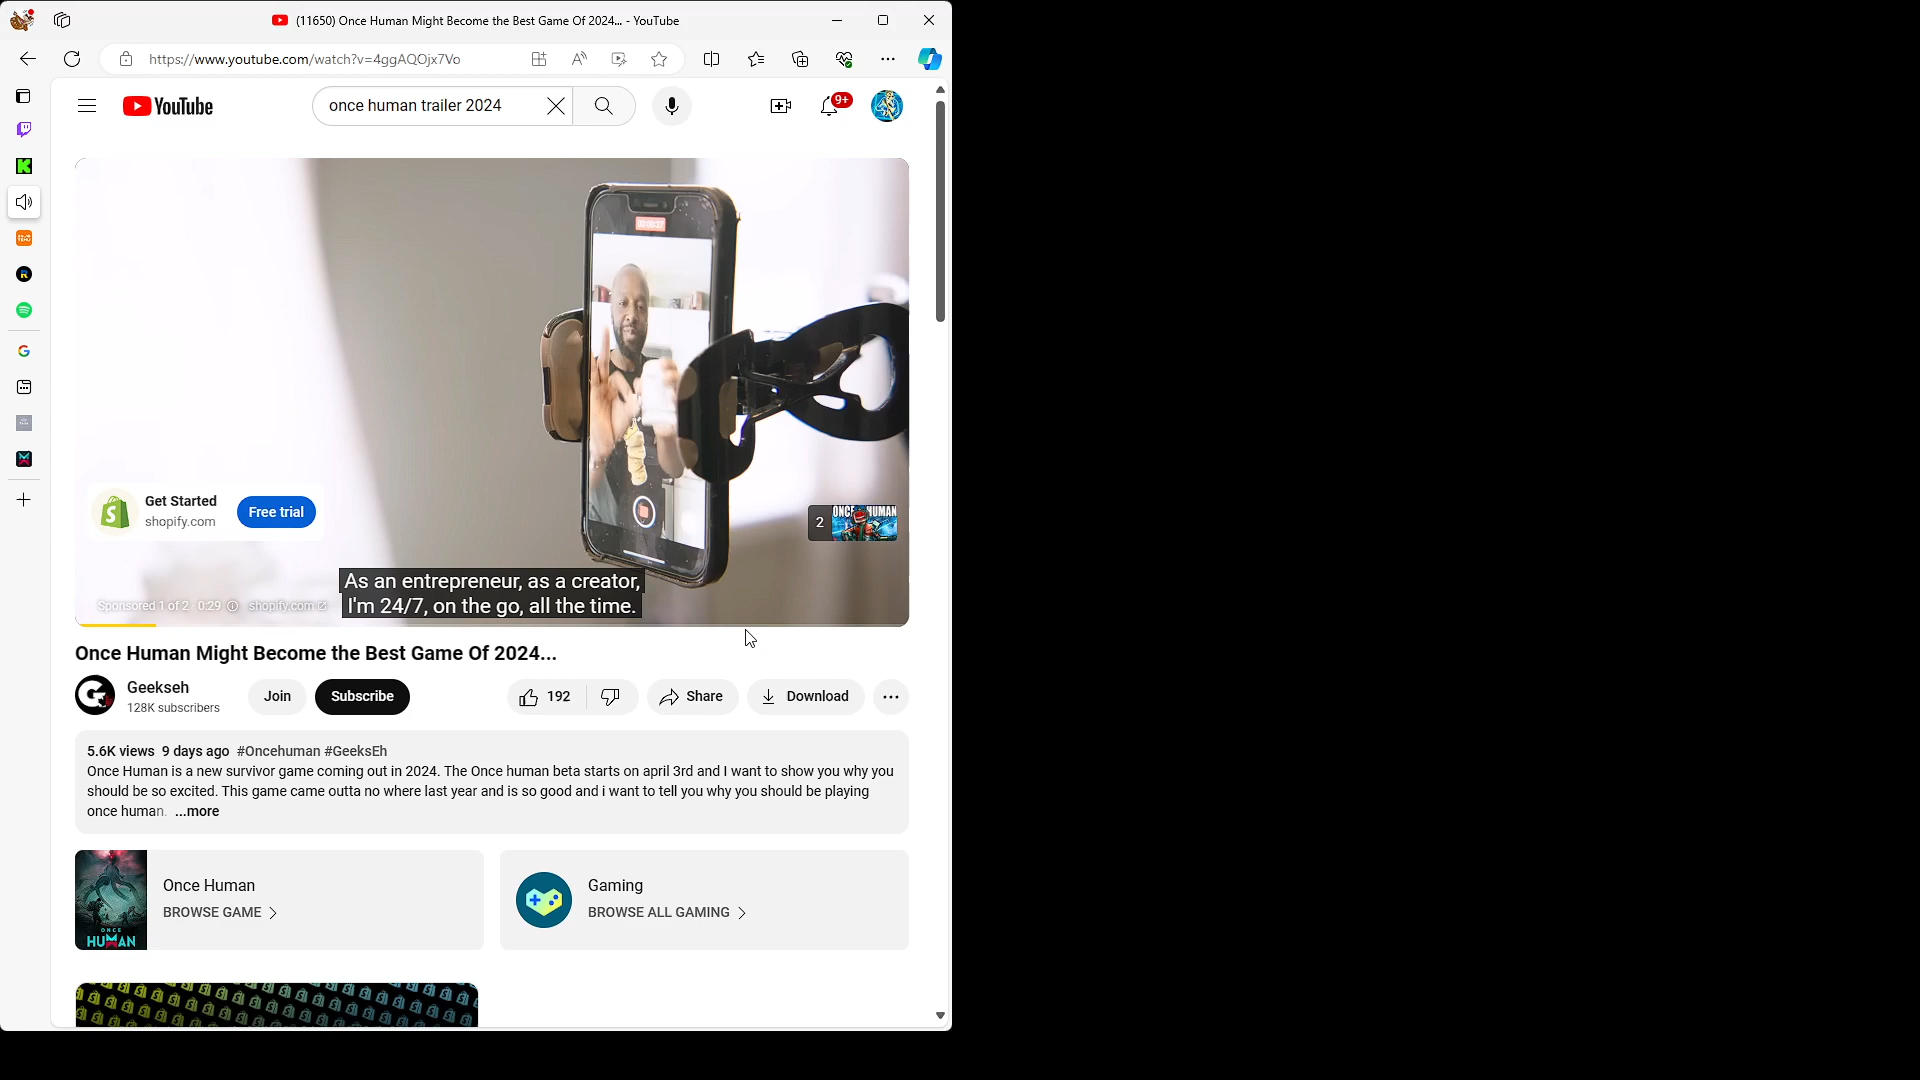 (11650) Once Human Might Become the Best Game Of 2024... - YouTube
https://www.youtube.com/watch?v=4ggAQOjx7Vo
YouTube
once human trailer 2024
9+
Get Started
shopify.com
Free trial
2
ONCE HUMAN
As an entrepreneur, as a creator,
I'm 24/7, on the go, all the time.
Sponsored 1 of 2 · 0:29 shopify.com
Once Human Might Become the Best Game Of 2024...
Geekseh
128K subscribers
Join
Subscribe
192
Share
Download
5.6K views 9 days ago #Oncehuman #GeeksEh
Once Human is a new survivor game coming out in 2024. The Once human beta starts on april 3rd and I want to show you why you
should be so excited. This game came outta no where last year and is so good and i want to tell you why you should be playing
once human. ...more
Once Human
BROWSE GAME
ONCE
HUMAN
Gaming
BROWSE ALL GAMING